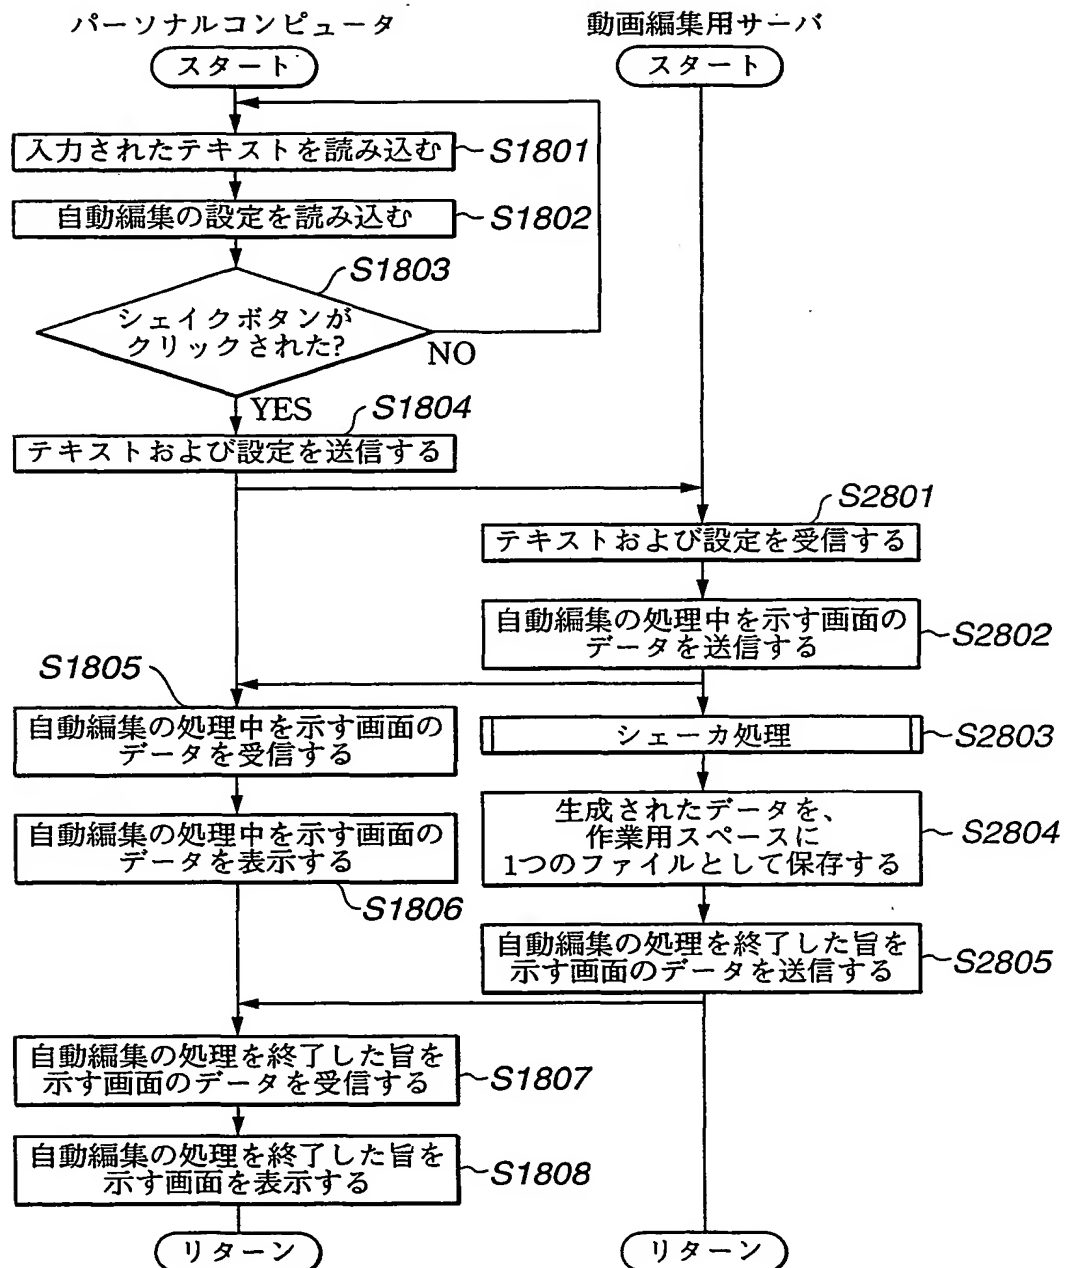 パーソナルコンピュータ
動画編集用サーバ
スタート
スタート
入力されたテキストを読み込む
S1801
自動編集の設定を読み込む
S1802
S1803
シェイクボタンが
クリックされた?
NO
YES
S1804
テキストおよび設定を送信する
S2801
テキストおよび設定を受信する
自動編集の処理中を示す画面の
データを送信する
S2802
S1805
自動編集の処理中を示す画面の
データを受信する
シェーカ処理
S2803
自動編集の処理中を示す画面の
データを表示する
S1806
生成されたデータを、
作業用スペースに
1つのファイルとして保存する
S2804
自動編集の処理を終了した旨を
示す画面のデータを送信する
S2805
自動編集の処理を終了した旨を
示す画面のデータを受信する
S1807
自動編集の処理を終了した旨を
示す画面を表示する
S1808
リターン
リターン